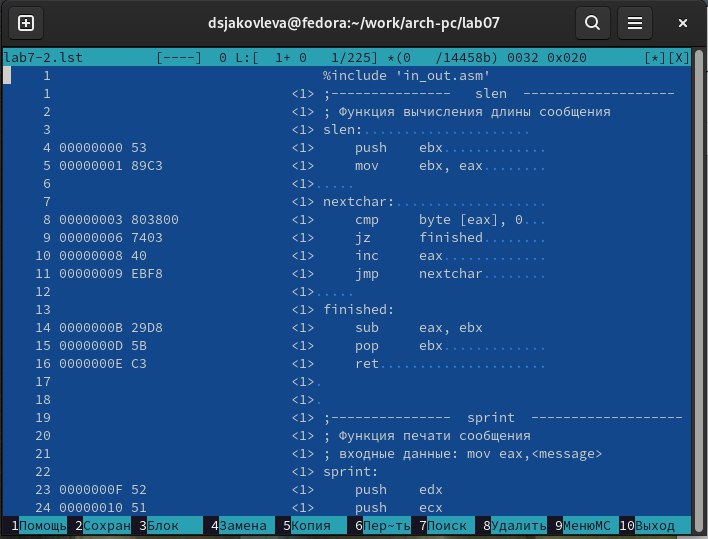 dsjakovleva@fedora:~/work/arch-pc/lab07
lab7-2.lst [----] 0 L:[ 1+ 0 1/225] *(0 /14458b) 0032 0x020 [*][X]
1 %include 'in_out.asm'
1 <1> ;--------------- slen -------------------
2 <1> ; Функция вычисления длины сообщения
3 <1> slen:.....................
4 00000000 53 <1> push ebx.............
5 00000001 89C3 <1> mov ebx, eax........
6 <1>.....
7 <1> nextchar:...................
8 00000003 803800 <1> cmp byte [eax], 0...
9 00000006 7403 <1> jz finished........
10 00000008 40 <1> inc eax.............
11 00000009 EBF8 <1> jmp nextchar........
12 <1>.....
13 <1> finished:
14 0000000B 29D8 <1> sub eax, ebx
15 0000000D 5B <1> pop ebx.............
16 0000000E C3 <1> ret.....................
17 <1>.
18 <1>.
19 <1> ;--------------- sprint -------------------
20 <1> ; Функция печати сообщения
21 <1> ; входные данные: mov eax,<message>
22 <1> sprint:
23 0000000F 52 <1> push edx
24 00000010 51 <1> push ecx
1Помощь 2Сохран 3Блок 4Замена 5Копия 6Пер~ть 7Поиск 8Удалить 9МенюMC 10Выход